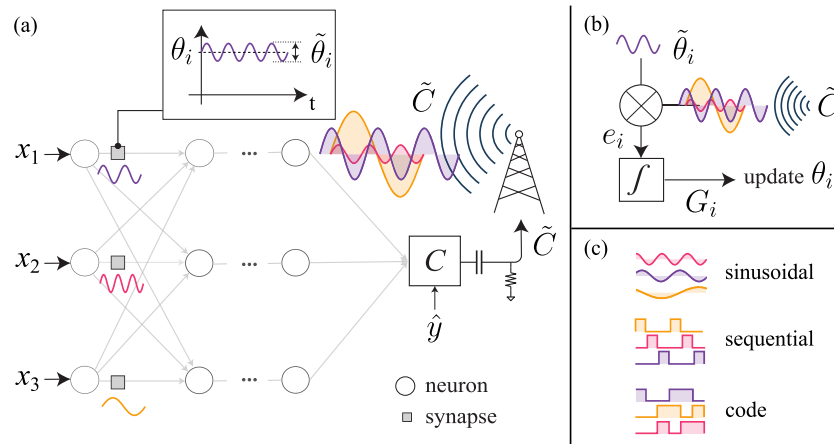 (a)
θ_i
θ̃_i
t
C̃
x_1
x_2
x_3
...
...
...
C
C̃
ŷ
neuron
synapse
(b)
θ̃_i
C̃
e_i
∫
G_i
update θ_i
(c)
sinusoidal
sequential
code